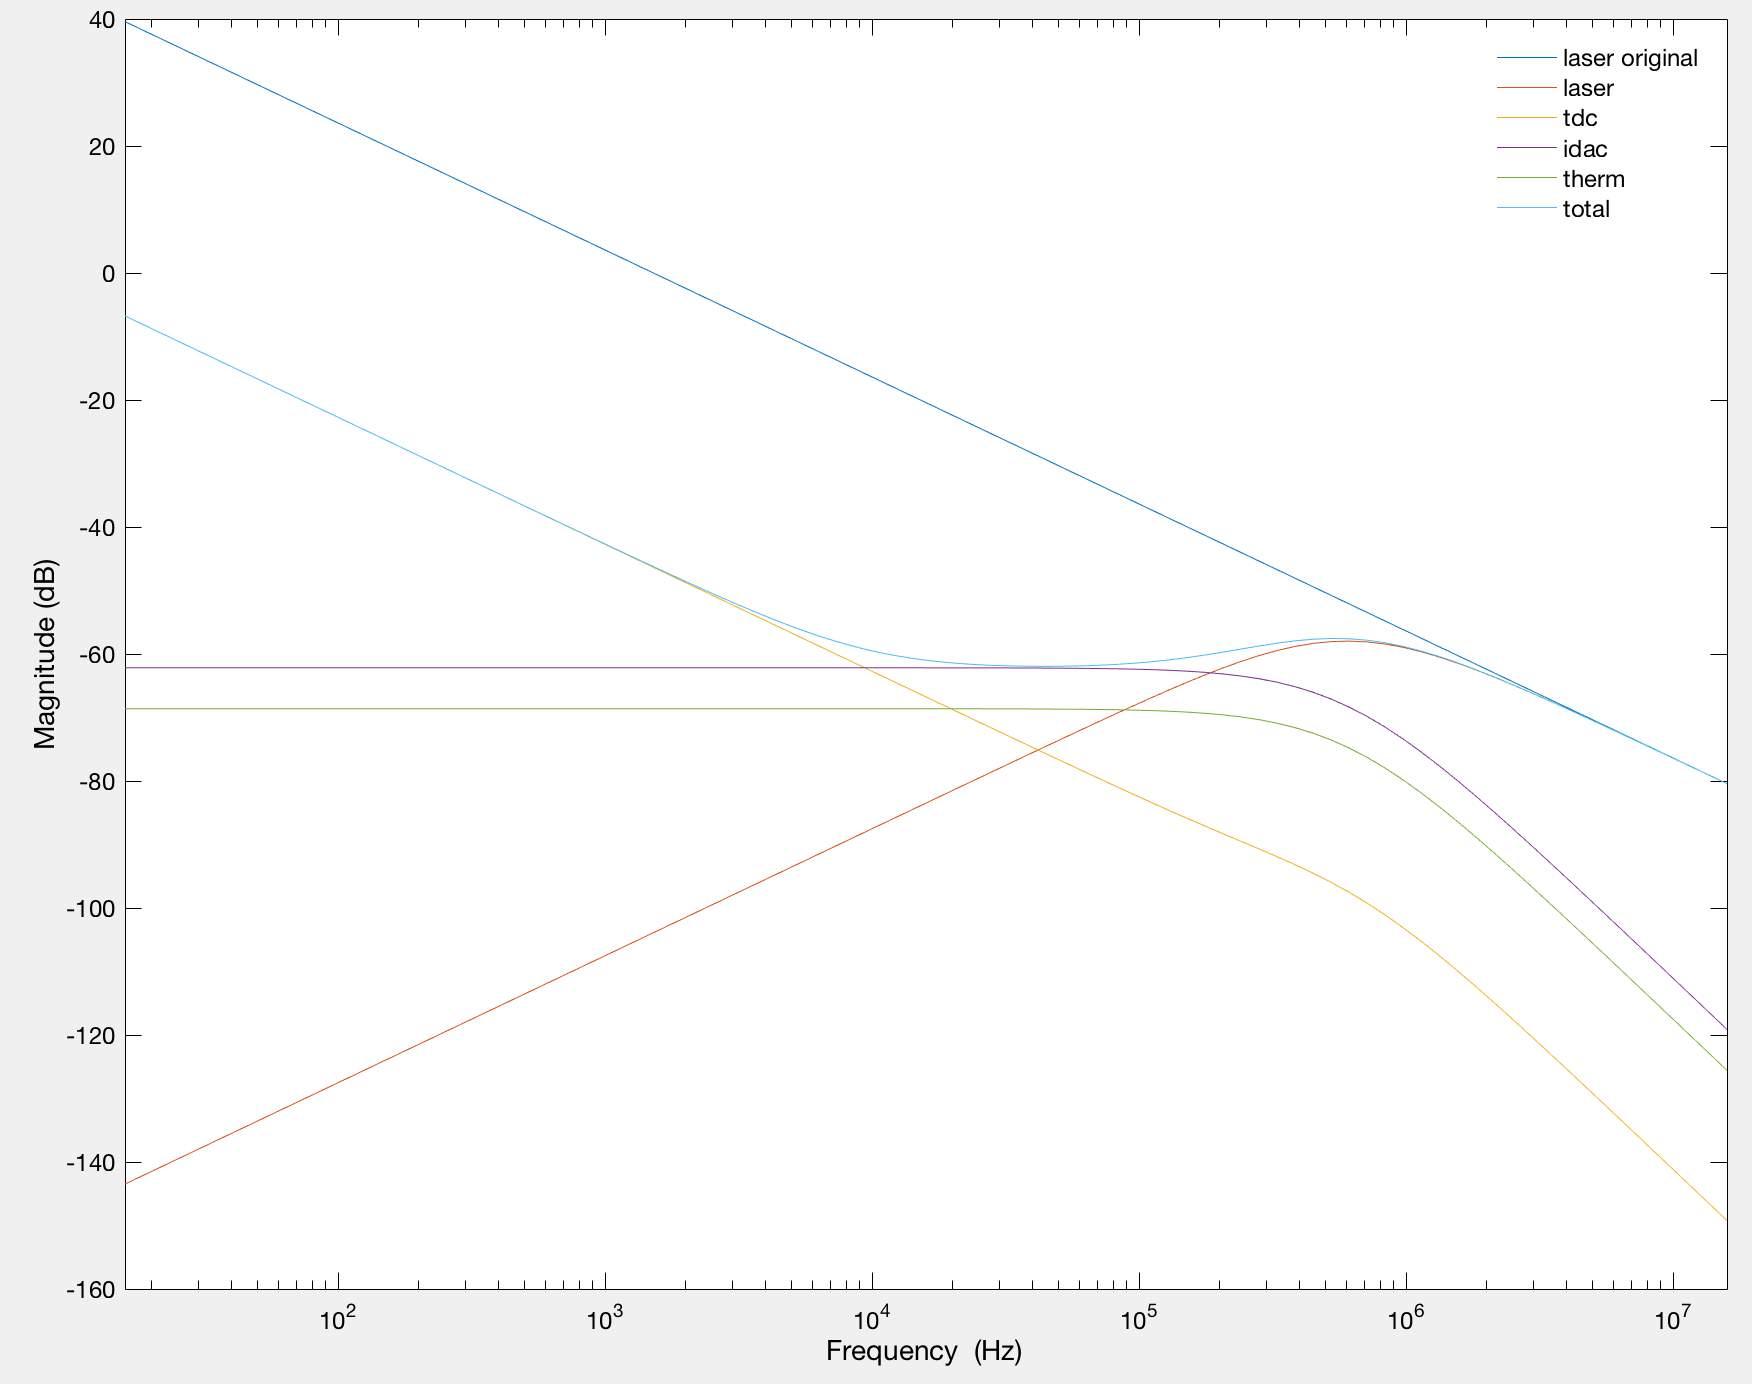 40
20
0
-20
-40
-60
-80
-100
-120
-140
-160
Magnitude (dB)
laser original
laser
tdc
idac
therm
total
10^2 10^3 10^4 10^5 10^6 10^7
Frequency (Hz)